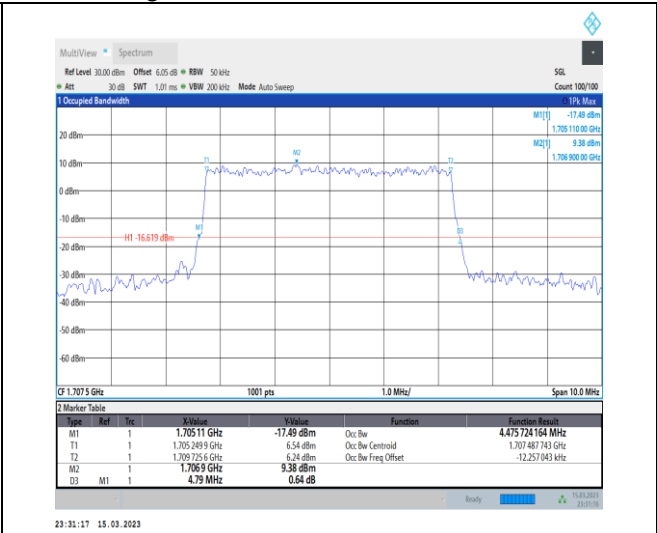 MultiView Spectrum
Ref Level 30.00 dBm Offset 6.05 dB RBW 50 kHz SGL
Att 30 dB SWT 1.01 ms VBW 200 kHz Mode Auto Sweep Count 100/100
1 Occupied Bandwidth 1Pk Max
M1[1] -17.49 dBm
1.705 110 00 GHz
M2[1] 9.38 dBm
1.706 900 00 GHz
20 dBm
10 dBm
T1 M2 T2
0 dBm
-10 dBm
M1 D3
H1 -16.619 dBm
-20 dBm
-30 dBm
-40 dBm
-50 dBm
-60 dBm
CF 1.707 5 GHz 1001 pts 1.0 MHz/ Span 10.0 MHz
2 Marker Table
Type Ref Trc X-Value Y-Value Function Function Result
M1 1 1.70511 GHz -17.49 dBm Occ Bw 4.475 724 164 MHz
T1 1 1.705 249 9 GHz 6.54 dBm Occ Bw Centroid 1.707 487 743 GHz
T2 1 1.709 725 6 GHz 6.24 dBm Occ Bw Freq Offset -12.257 043 kHz
M2 1 1.7069 GHz 9.38 dBm
D3 M1 1 4.79 MHz 0.64 dB
Ready 15.03.2023
23:31:16
23:31:17 15.03.2023